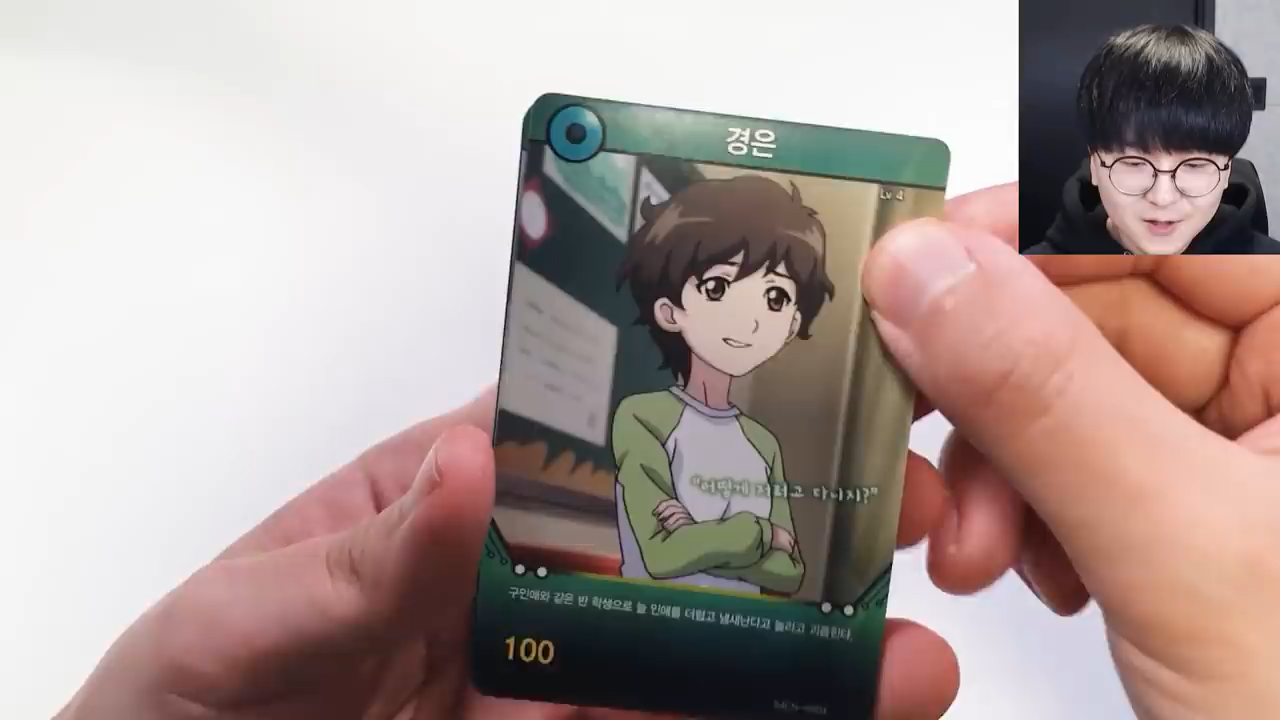 경은
Lv 4
"어떻게 저러고 다니지?"
구인애와 같은 반 학생으로 늘 인애를 더럽고 냄새난다고 놀리고 괴롭힌다.
100